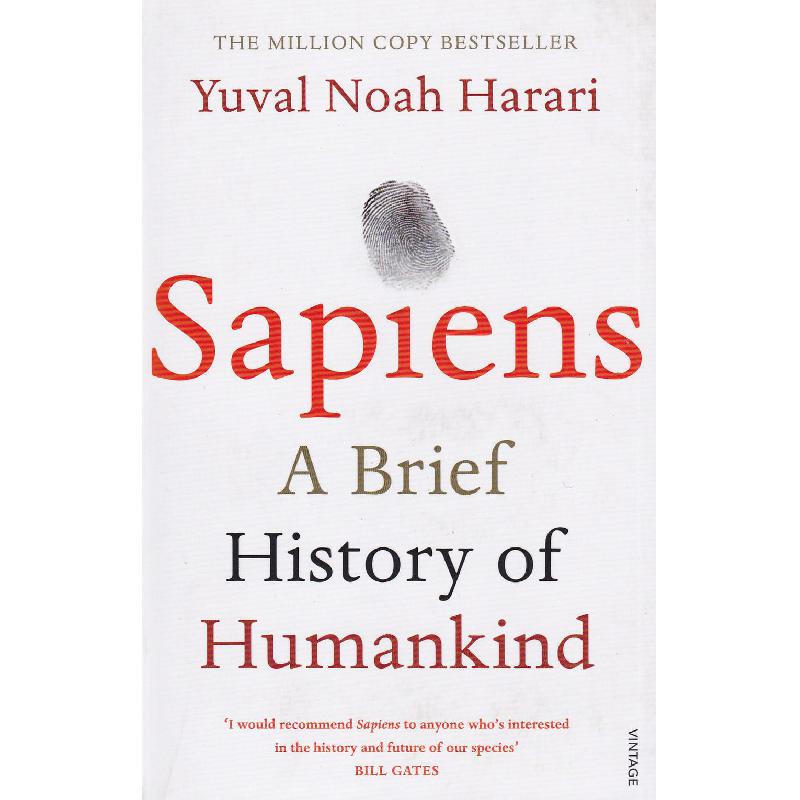 THE MILLION COPY BESTSELLER
Yuval Noah Harari
Sapiens
A Brief
History of
Humankind
‘I would recommend Sapiens to anyone who’s interested
in the history and future of our species’
BILL GATES
VINTAGE